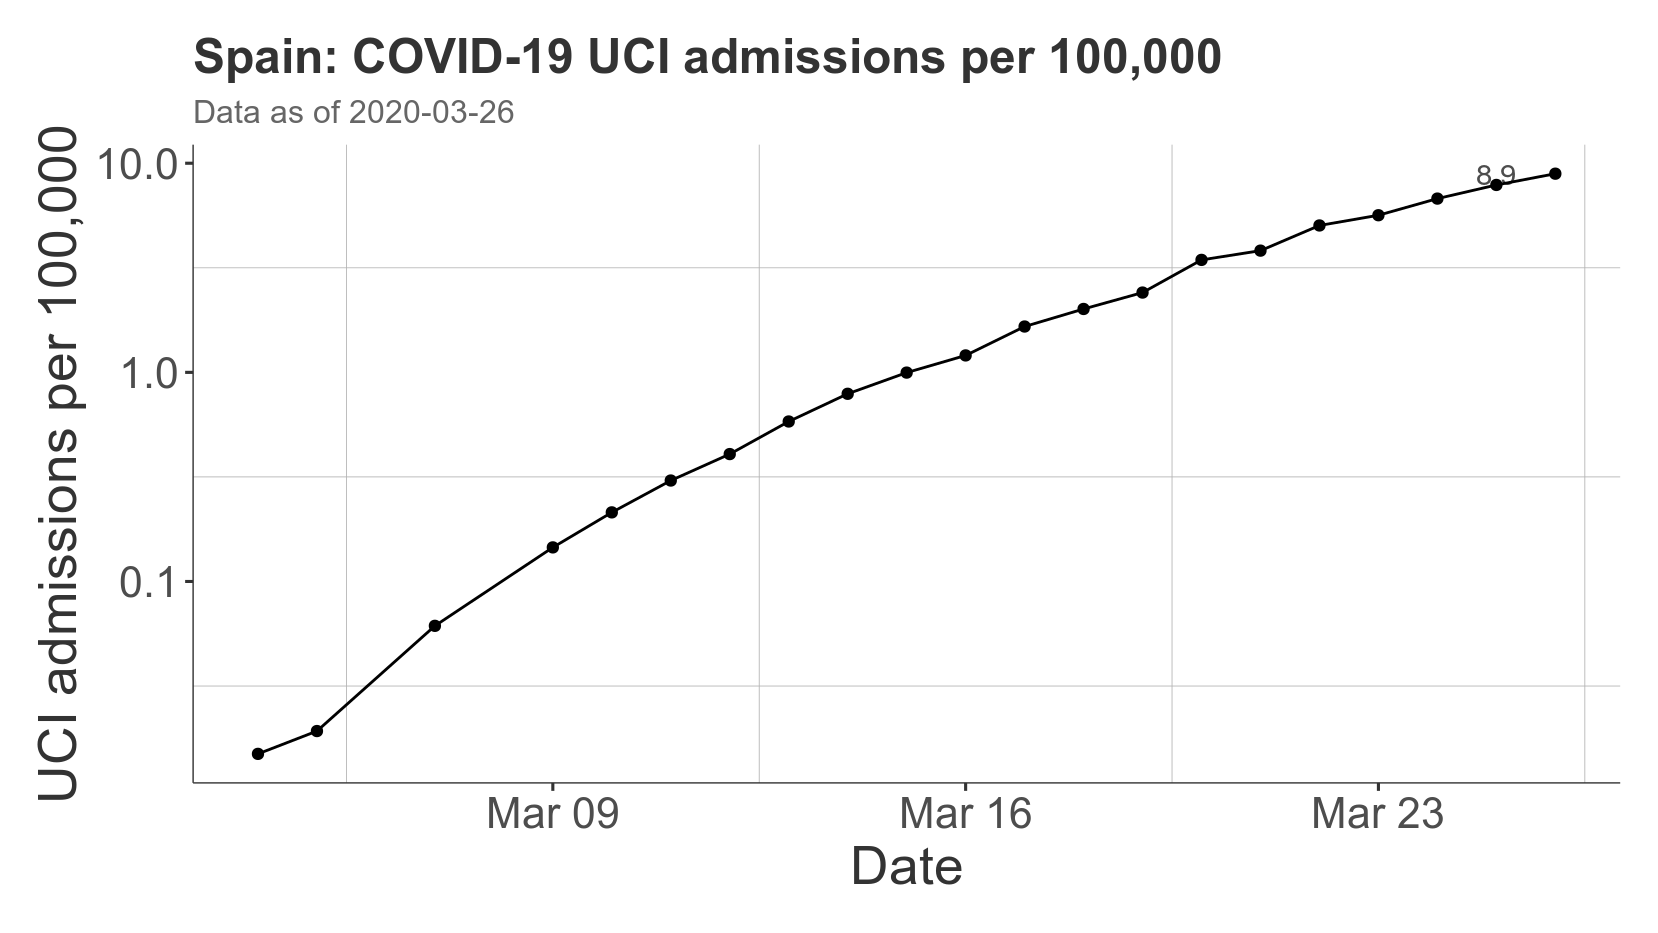 Spain: COVID-19 UCI admissions per 100,000
Data as of 2020-03-26
UCI admissions per 100,000
10.0
1.0
0.1
8.9
Mar 09
Mar 16
Mar 23
Date